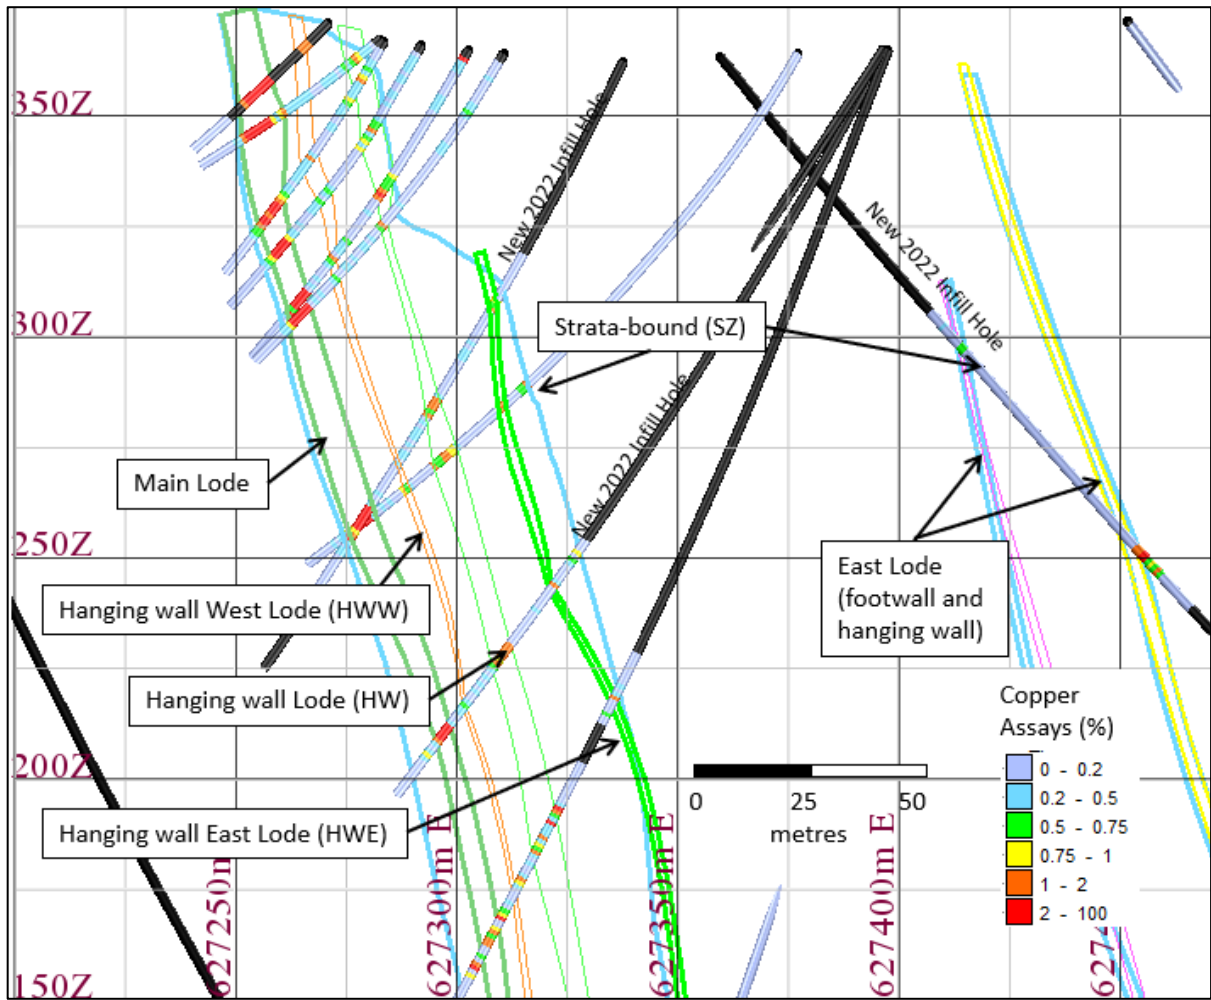 350Z
300Z
250Z
200Z
150Z
New 2022 Infill Hole
New 2022 Infill Hole
New 2022 Infill Hole
Strata-bound (SZ)
Main Lode
Hanging wall West Lode (HWW)
Hanging wall Lode (HW)
Hanging wall East Lode (HWE)
East Lode
(footwall and
hanging wall)
Copper
Assays (%)
0 - 0.2
0.2 - 0.5
0.5 - 0.75
0.75 - 1
1 - 2
2 - 100
0
25
50
metres
627250m
627300m E
627350m E
627400m E
627